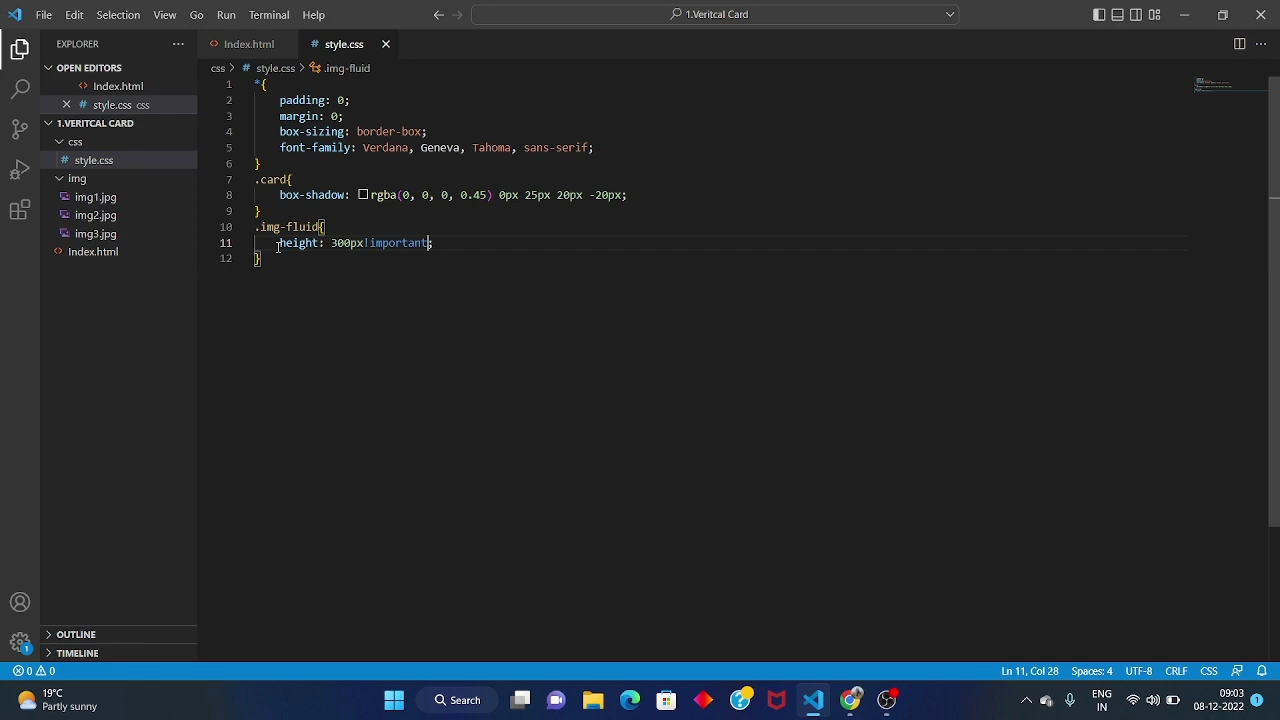 File Edit Selection View Go Run Terminal Help
1.Veritcal Card
EXPLORER
Index.html
style.css
OPEN EDITORS
css > style.css > .img-fluid
Index.html
style.css css
1.VERITCAL CARD
css
style.css
img
img1.jpg
img2.jpg
img3.jpg
Index.html
1 *{
2 padding: 0;
3 margin: 0;
4 box-sizing: border-box;
5 font-family: Verdana, Geneva, Tahoma, sans-serif;
6 }
7 .card{
8 box-shadow: rgba(0, 0, 0, 0.45) 0px 25px 20px -20px;
9 }
10 .img-fluid{
11 height: 300px!important;
12 }
OUTLINE
TIMELINE
1
0 0
Ln 11, Col 28 Spaces: 4 UTF-8 CRLF CSS
19°C
Partly sunny
Search
ENG
IN
09:03
08-12-2022
1